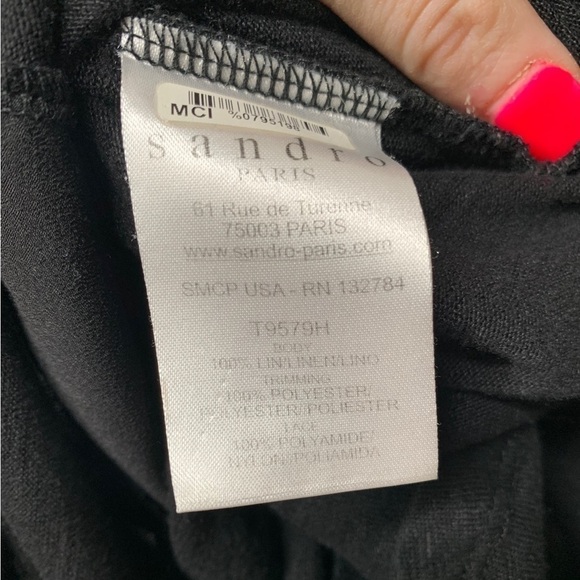 MCI %0795198
sandro
PARIS
61 Rue de Turenne
75003 PARIS
www.sandro-paris.com
SMCP USA - RN 132784
T9579H
BODY
100% LIN/LINEN/LINO
TRIMMING
100% POLYESTER/
POLYESTER/POLIESTER
LACE
100% POLYAMIDE/
NYLON/POLIAMIDA